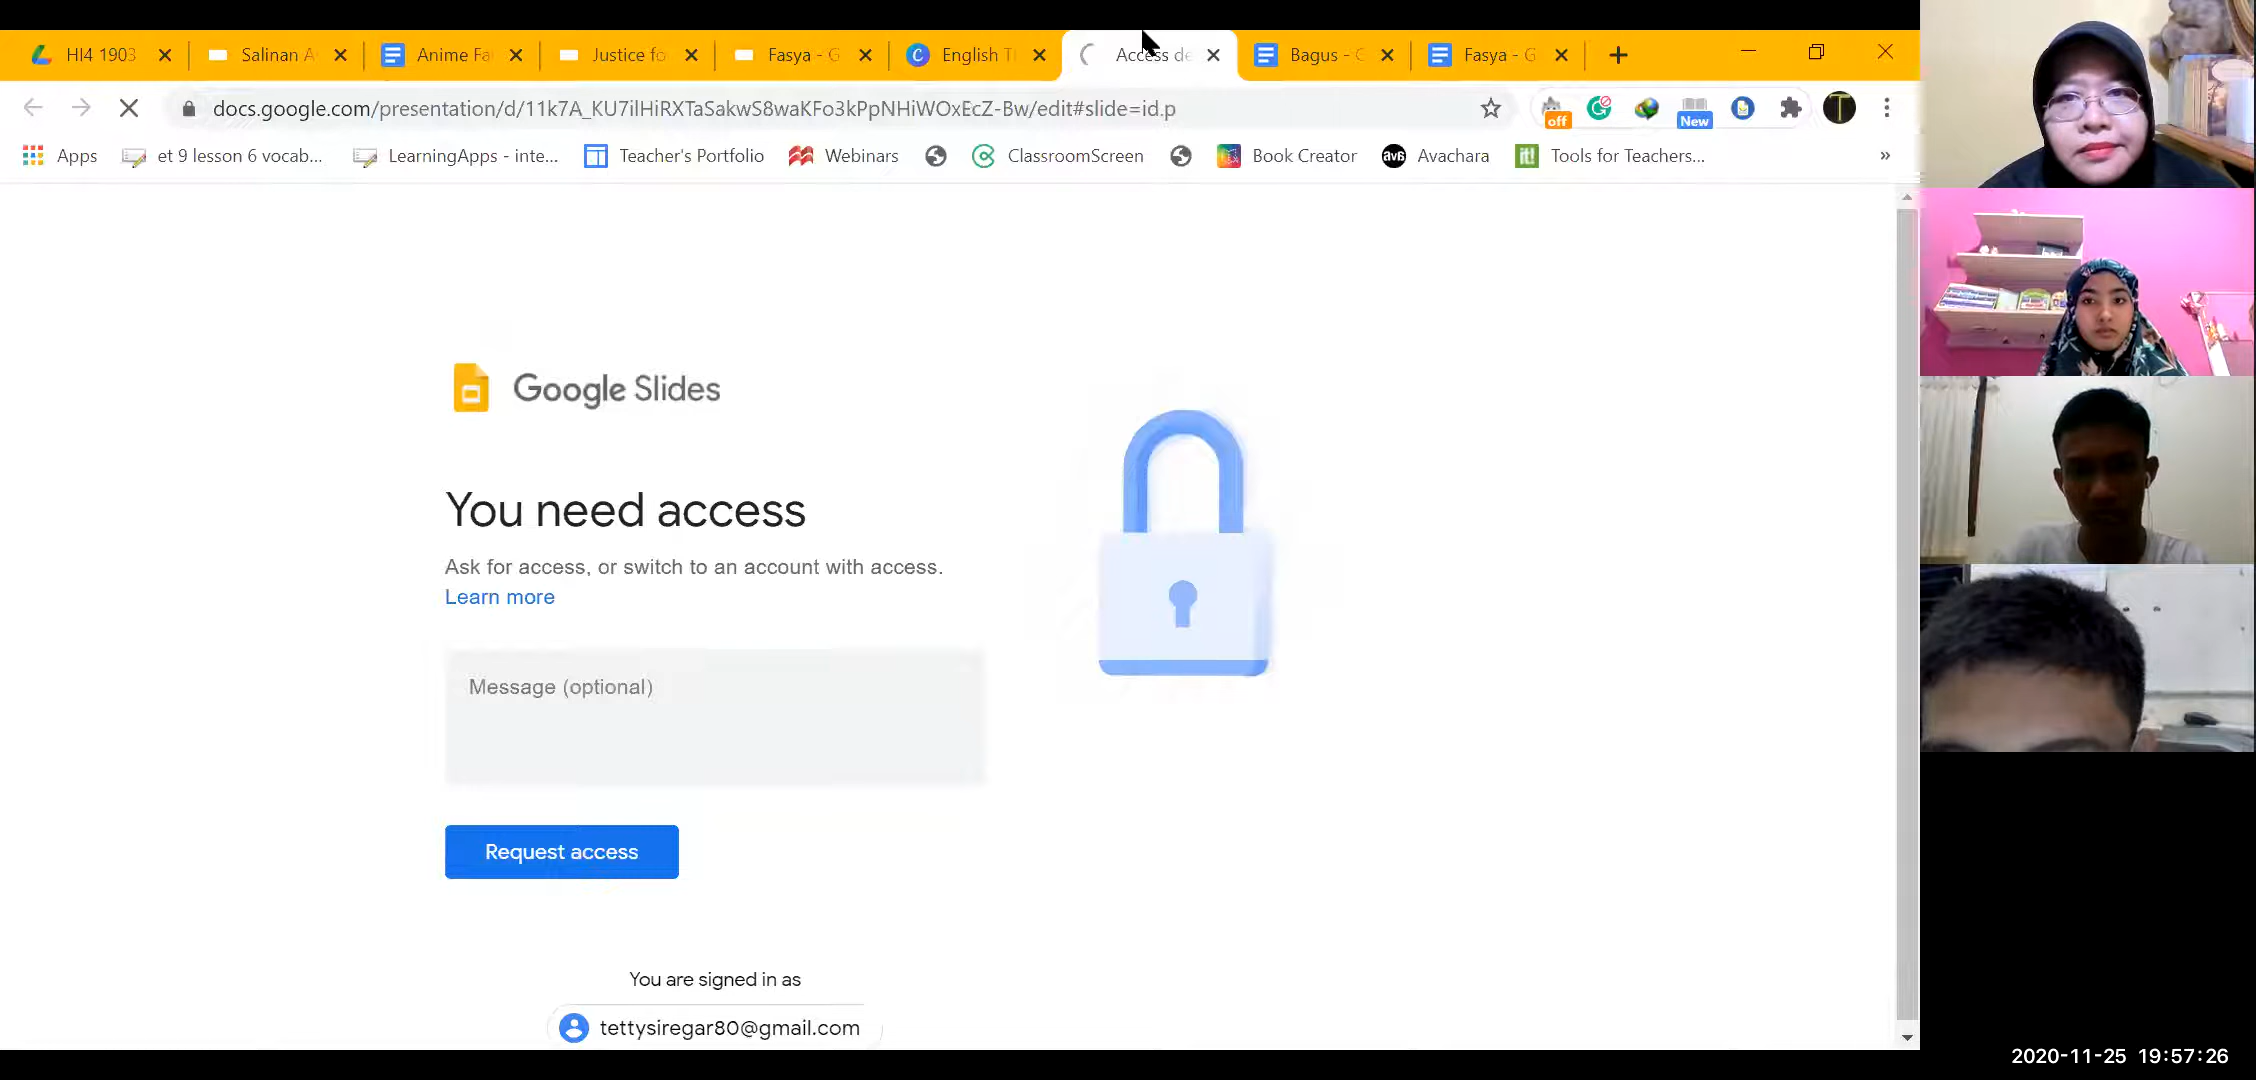 HI4 1903
Salinan A
Anime Fa
Justice fo
Fasya - G
English T
Access de
Bagus - G
Fasya - G
docs.google.com/presentation/d/11k7A_KU7ilHiRXTaSakwS8waKFo3kPpNHiWOxEcZ-Bw/edit#slide=id.p
off
New
T
Apps
et 9 lesson 6 vocab...
LearningApps - inte...
Teacher's Portfolio
Webinars
ClassroomScreen
Book Creator
Avachara
Tools for Teachers...
»
Google Slides
You need access
Ask for access, or switch to an account with access.
Learn more
Message (optional)
Request access
You are signed in as
tettysiregar80@gmail.com
2020-11-25 19:57:26